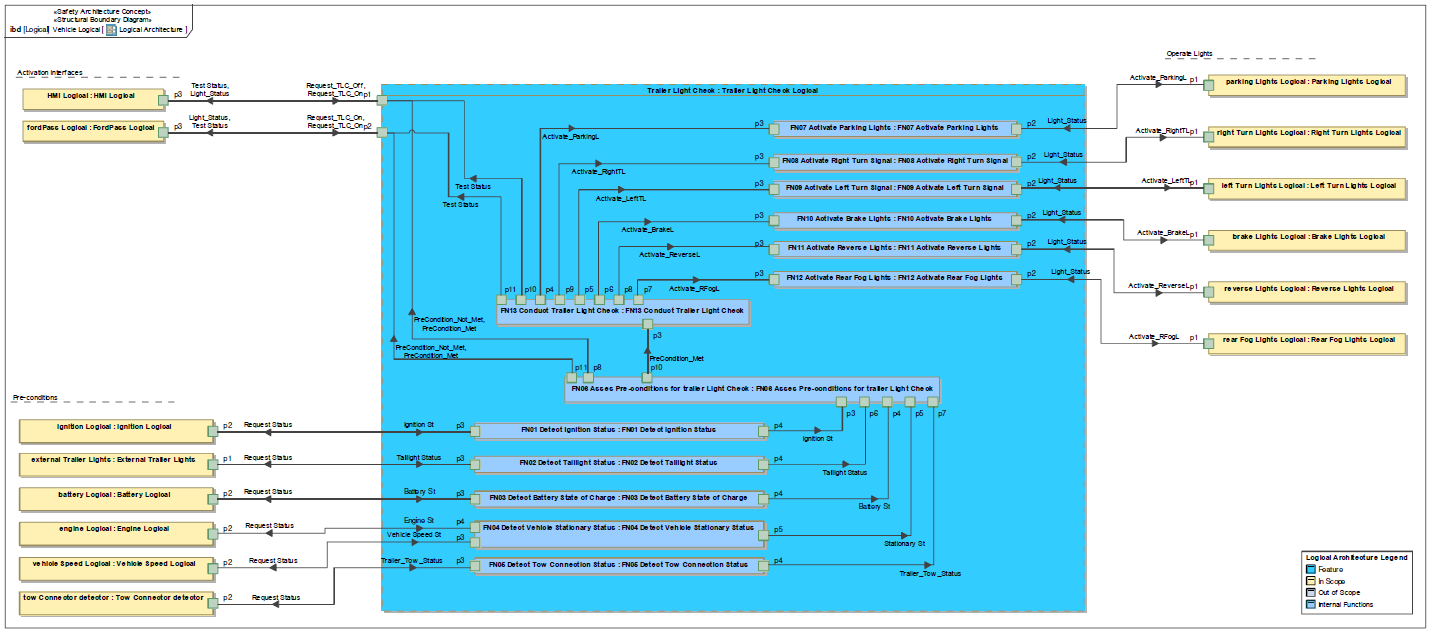 «Safety Architecture Concept»
«Structural Boundary Diagram»
ibd [Logical] Vehicle Logical [ Logical Architecture ]
Activation Interfaces
HMI Logical : HMI Logical
p3
Test Status,
Light_Status
Request_TLC_Off,
Request_TLC_On
p1
fordPass Logical : FordPass Logical
p3
Light_Status,
Test Status
Request_TLC_On,
Request_TLC_On
p2
Trailer Light Check : Trailer Light Check Logical
Operate Lights
Activate_ParkingL
p3
FN07 Activate Parking Lights : FN07 Activate Parking Lights
p2
Light_Status
Activate_ParkingL
p1
parking Lights Logical : Parking Lights Logical
Activate_RightTL
p3
FN08 Activate Right Turn Signal : FN08 Activate Right Turn Signal
p2
Light_Status
Activate_RightTL
p1
right Turn Lights Logical : Right Turn Lights Logical
Activate_LeftTL
p3
FN09 Activate Left Turn Signal : FN09 Activate Left Turn Signal
p2
Light_Status
Activate_LeftTL
p1
left Turn Lights Logical : Left Turn Lights Logical
Activate_BrakeL
p3
FN10 Activate Brake Lights : FN10 Activate Brake Lights
p2
Light_Status
Activate_BrakeL
p1
brake Lights Logical : Brake Lights Logical
Activate_ReverseL
p3
FN11 Activate Reverse Lights : FN11 Activate Reverse Lights
p2
Light_Status
Activate_ReverseL
p1
reverse Lights Logical : Reverse Lights Logical
Activate_RFogL
p3
FN12 Activate Rear Fog Lights : FN12 Activate Rear Fog Lights
p2
Light_Status
Activate_RFogL
p1
rear Fog Lights Logical : Rear Fog Lights Logical
Test Status
Test Status
p11
p10
p4
p9
p5
p6
p8
p7
FN13 Conduct Trailer Light Check : FN13 Conduct Trailer Light Check
p3
PreCondition_Not_Met,
PreCondition_Met
PreCondition_Not_Met,
PreCondition_Met
PreCondition_Met
p11
p8
p10
FN06 Asses Pre-conditions for trailer Light Check : FN06 Asses Pre-conditions for trailer Light Check
p3
p6
p4
p5
p7
Pre-conditions
Ignition Logical : Ignition Logical
p2
Request Status
Ignition St
p3
FN01 Detect Ignition Status : FN01 Detect Ignition Status
p4
Ignition St
external Trailer Lights : External Trailer Lights
p1
Request Status
Taillight Status
p3
FN02 Detect Taillight Status : FN02 Detect Taillight Status
p4
Taillight Status
battery Logical : Battery Logical
p2
Request Status
Battery St
p3
FN03 Detect Battery State of Charge : FN03 Detect Battery State of Charge
p4
Battery St
engine Logical : Engine Logical
p2
Request Status
Engine St
p4
FN04 Detect Vehicle Stationary Status : FN04 Detect Vehicle Stationary Status
p5
Stationary St
Vehicle Speed St
p3
vehicle Speed Logical : Vehicle Speed Logical
p2
Request Status
Trailer_Tow_Status
p3
FN05 Detect Tow Connection Status : FN05 Detect Tow Connection Status
p4
Trailer_Tow_Status
tow Connector detector : Tow Connector detector
p2
Request Status
Logical Architecture Legend
Feature
In Scope
Out of Scope
Internal Functions